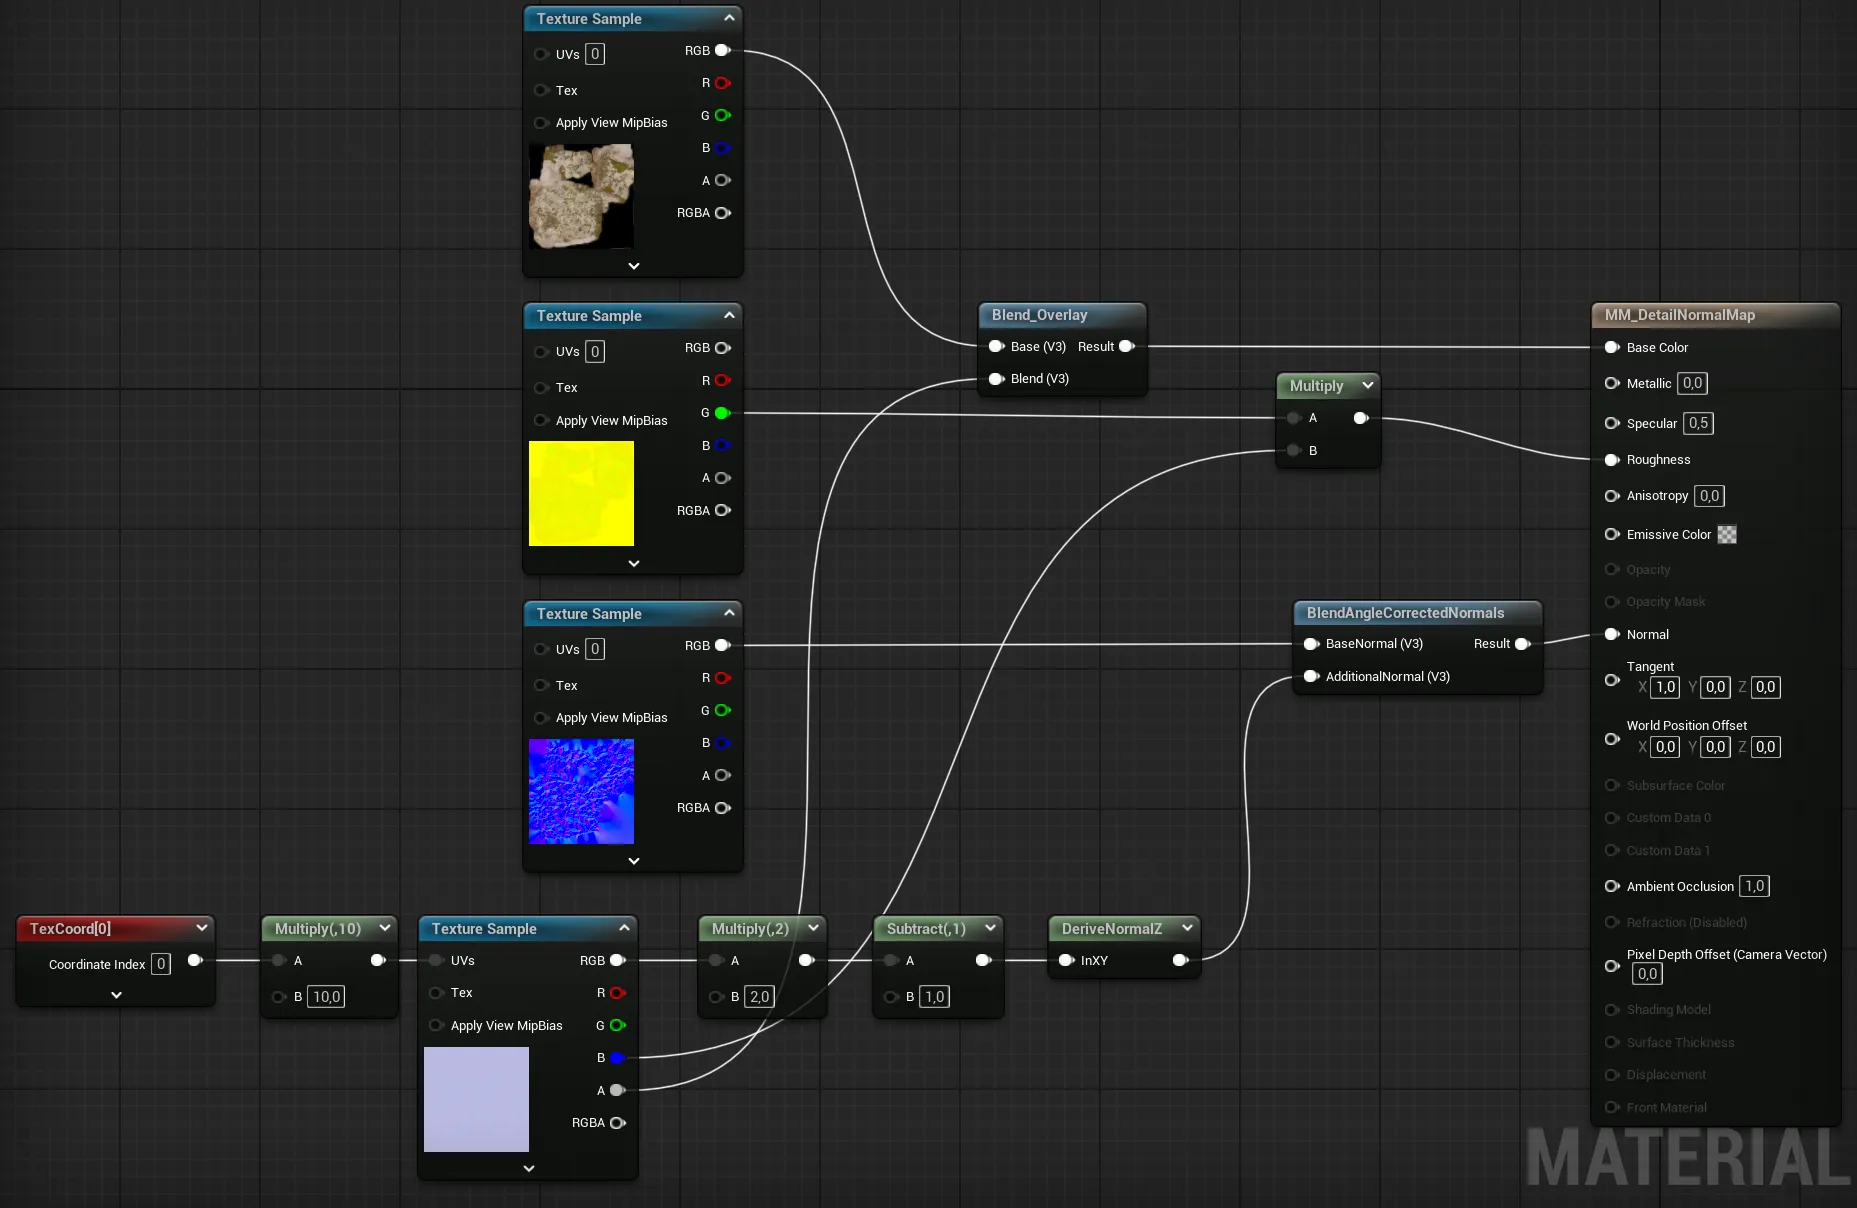 Texture Sample
UVs 0 RGB
R
Tex
G
Apply View MipBias
B
A
RGBA
Texture Sample
UVs 0 RGB
R
Tex
G
Apply View MipBias
B
A
RGBA
Texture Sample
UVs 0 RGB
R
Tex
G
Apply View MipBias
B
A
RGBA
Blend_Overlay
Base (V3) Result
Blend (V3)
Multiply
A
B
BlendAngleCorrectedNormals
BaseNormal (V3) Result
AdditionalNormal (V3)
TexCoord[0]
Coordinate Index 0
Multiply(,10)
A
B 10,0
Texture Sample
UVs RGB
Tex R
Apply View MipBias G
B
A
RGBA
Multiply(,2)
A
B 2,0
Subtract(,1)
A
B 1,0
DeriveNormalZ
InXY
MM_DetailNormalMap
Base Color
Metallic 0,0
Specular 0,5
Roughness
Anisotropy 0,0
Emissive Color
Opacity
Opacity Mask
Normal
Tangent
X 1,0 Y 0,0 Z 0,0
World Position Offset
X 0,0 Y 0,0 Z 0,0
Subsurface Color
Custom Data 0
Custom Data 1
Ambient Occlusion 1,0
Refraction (Disabled)
Pixel Depth Offset (Camera Vector)
0,0
Shading Model
Surface Thickness
Displacement
Front Material
MATERIAL